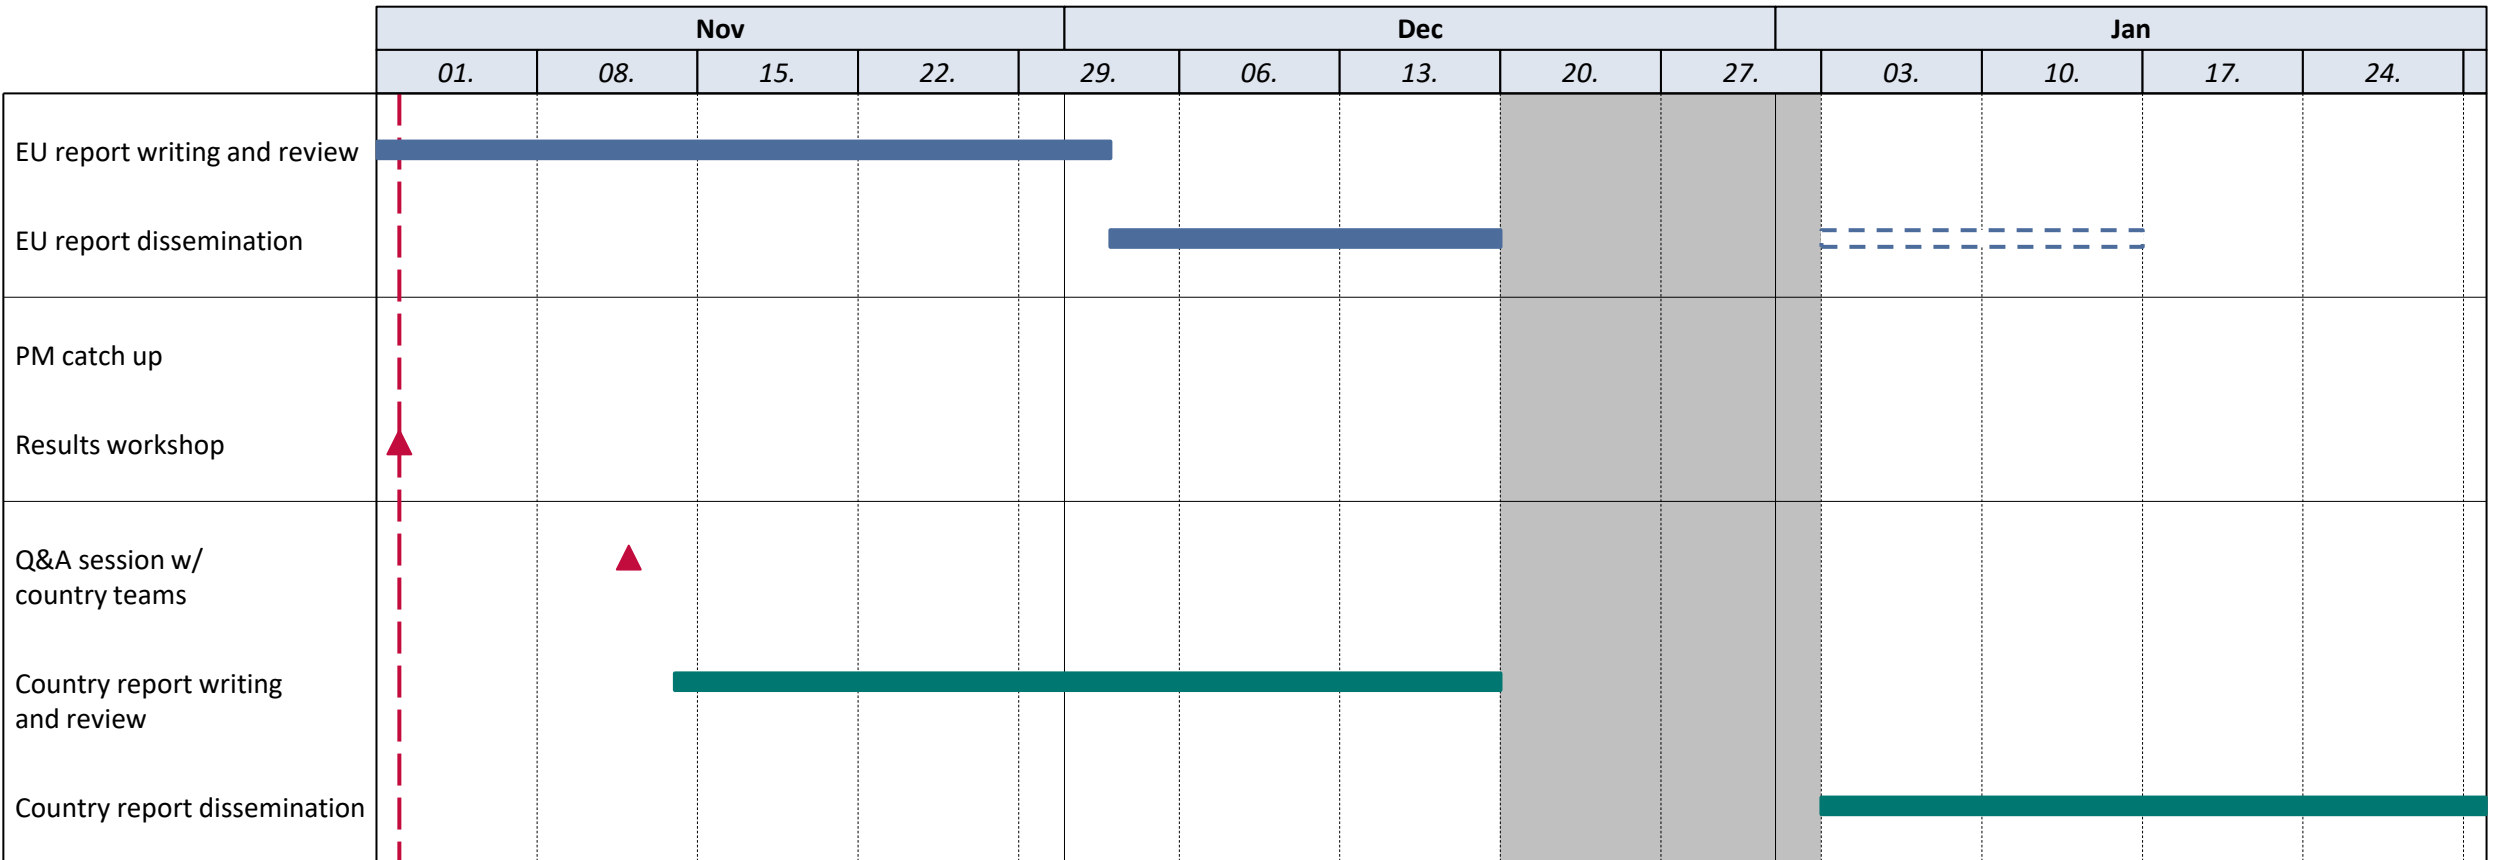 Nov Dec Jan
01. 08. 15. 22. 29. 06. 13. 20. 27. 03. 10. 17. 24.
EU report writing and review
EU report dissemination
PM catch up
Results workshop
Q&A session w/
country teams
Country report writing
and review
Country report dissemination